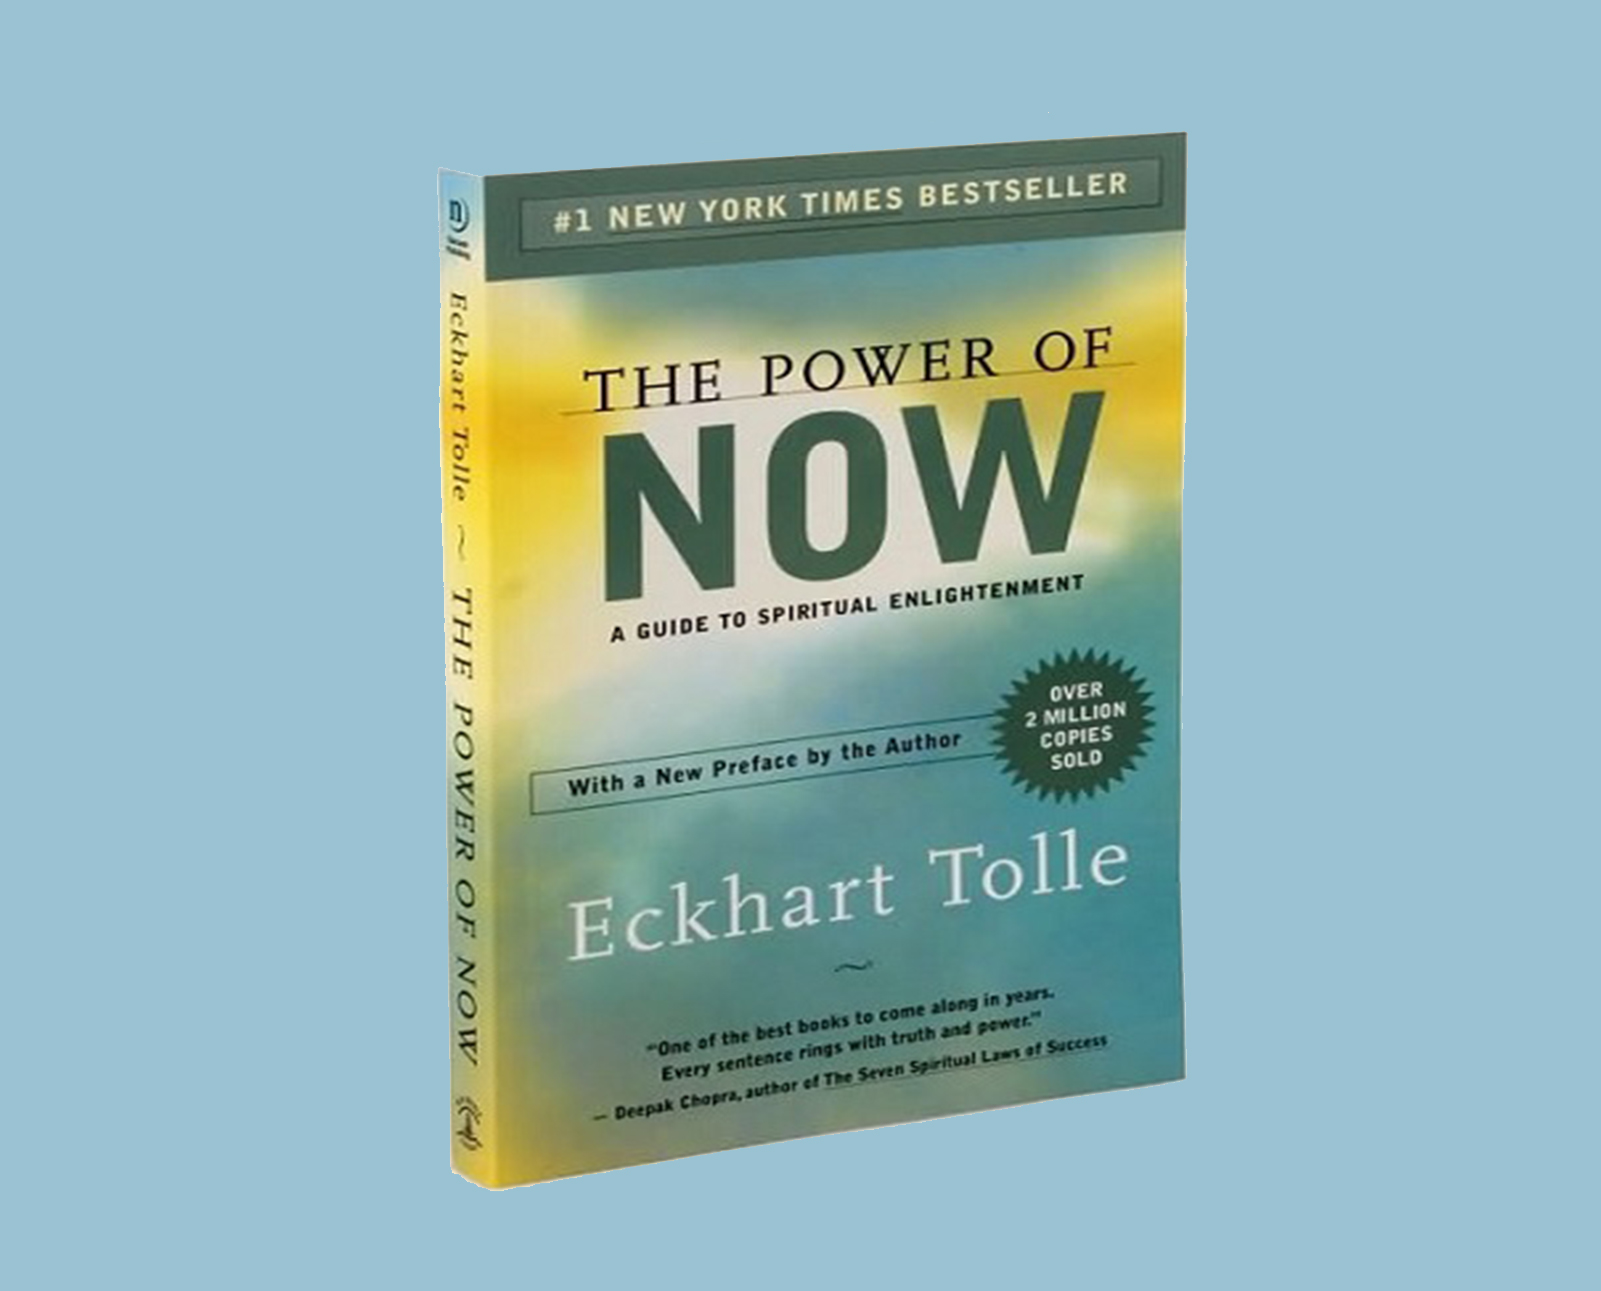 #1 NEW YORK TIMES BESTSELLER
THE POWER OF
NOW
A GUIDE TO SPIRITUAL ENLIGHTENMENT
With a New Preface by the Author
OVER
2 MILLION
COPIES
SOLD
Eckhart Tolle
~
“One of the best books to come along in years.
Every sentence rings with truth and power.”
— Deepak Chopra, author of The Seven Spiritual Laws of Success
n
Eckhart Tolle ~ THE POWER OF NOW